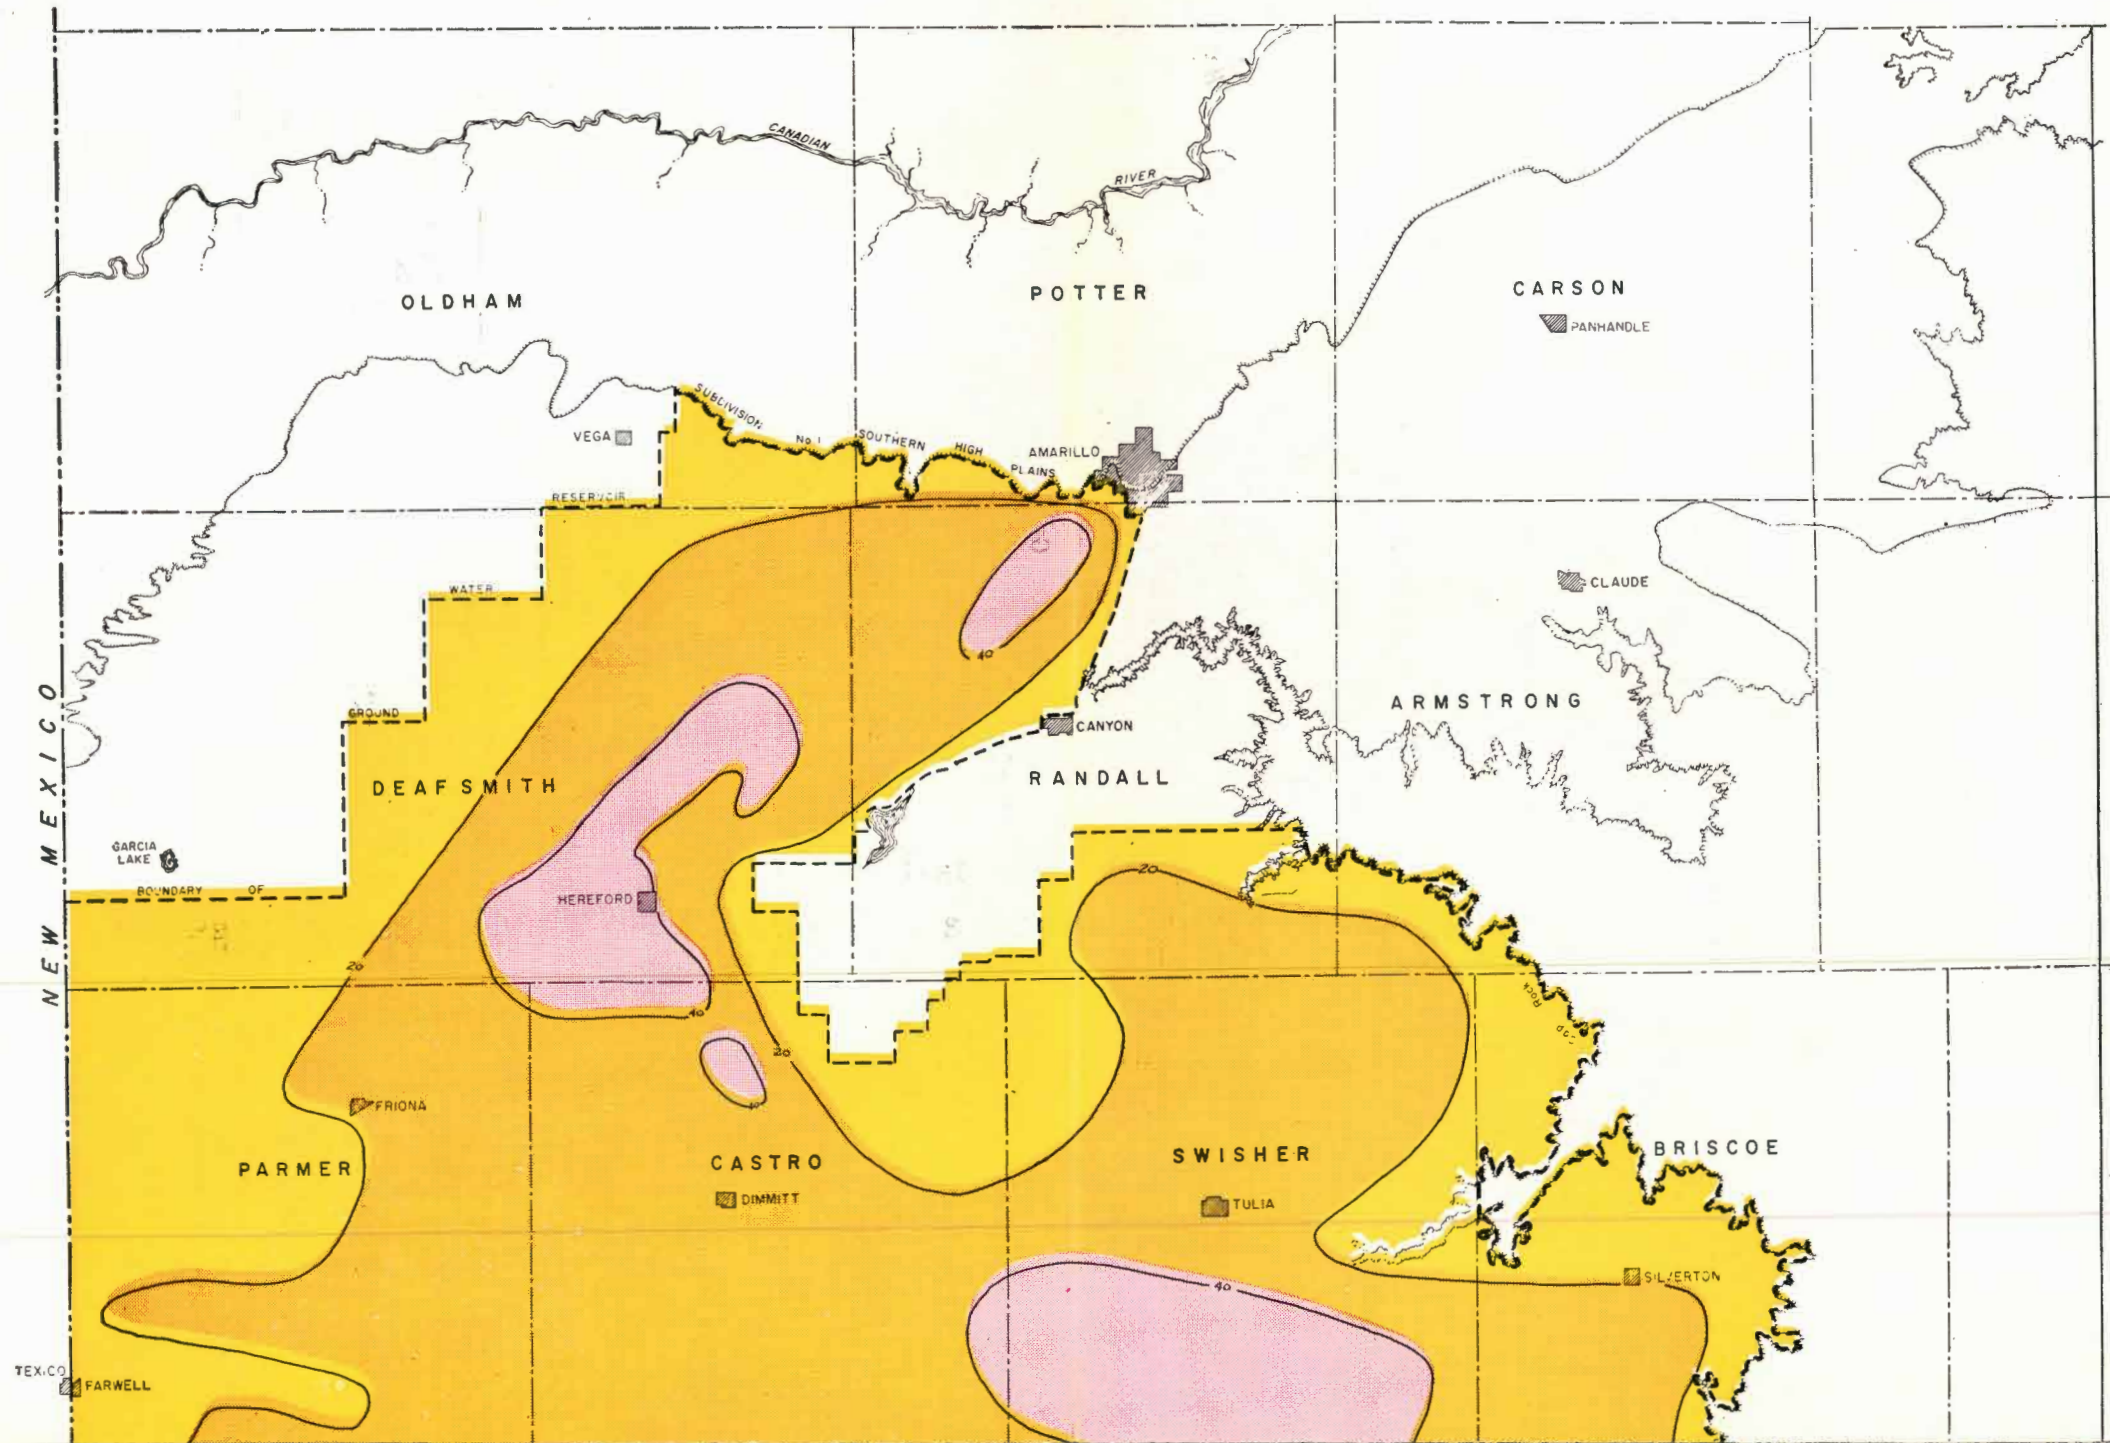 CANADIAN
RIVER
OLDHAM
POTTER
CARSON
PANHANDLE
SUBDIVISION
No. 1
SOUTHERN
HIGH
PLAINS
VEGA
AMARILLO
RESERVOIR
WATER
CLAUDE
40
GROUND
NEW MEXICO
ARMSTRONG
CANYON
DEAF SMITH
RANDALL
GARCIA
LAKE
BOUNDARY OF
HEREFORD
20
20
Cap
Rock
40
20
40
FRIONA
PARMER
CASTRO
SWISHER
BRISCOE
DIMMITT
TULIA
40
SILVERTON
TEXICO
FARWELL